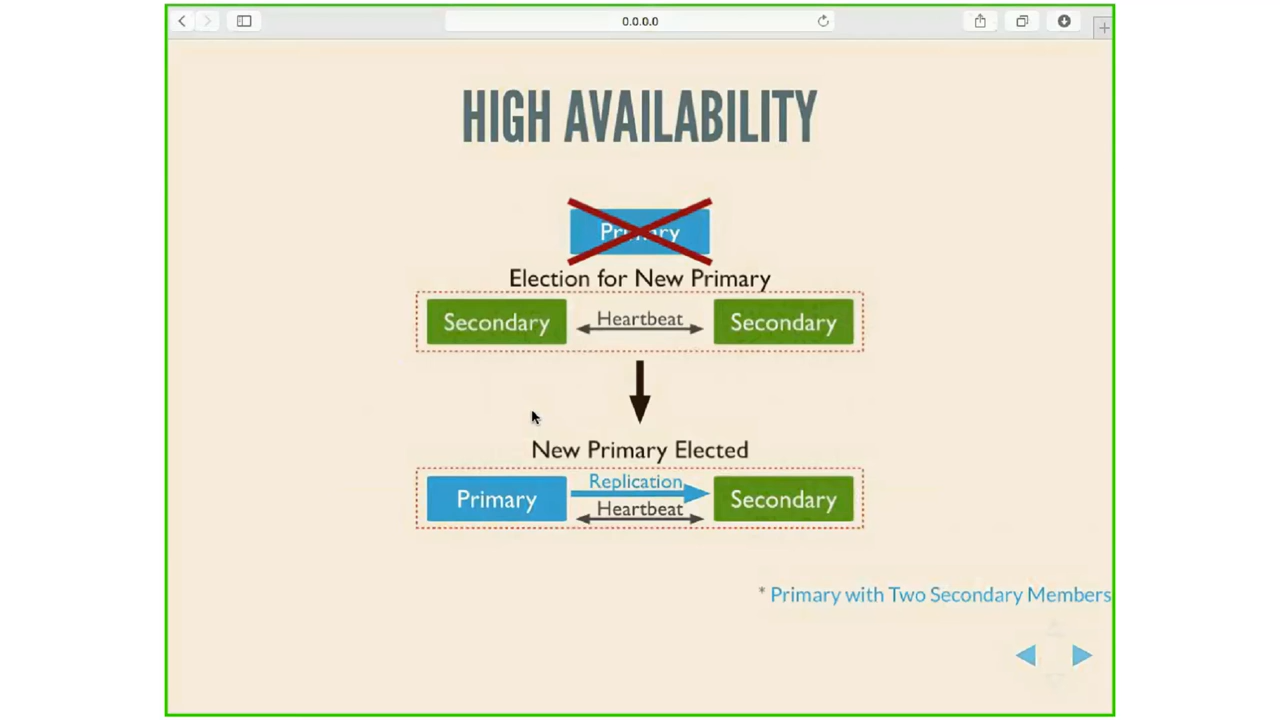 0.0.0.0
HIGH AVAILABILITY
Primary
Election for New Primary
Secondary
Heartbeat
Secondary
New Primary Elected
Primary
Replication
Heartbeat
Secondary
* Primary with Two Secondary Members